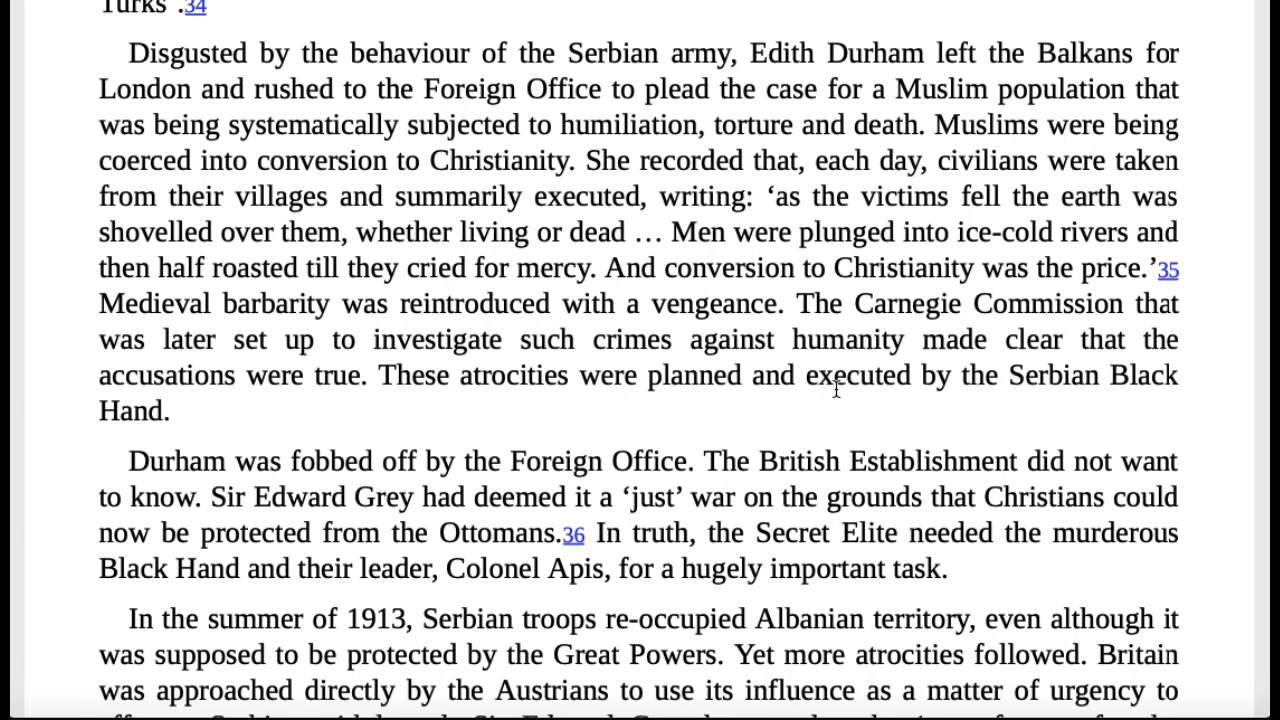 Turks’.34
Disgusted by the behaviour of the Serbian army, Edith Durham left the Balkans for
London and rushed to the Foreign Office to plead the case for a Muslim population that
was being systematically subjected to humiliation, torture and death. Muslims were being
coerced into conversion to Christianity. She recorded that, each day, civilians were taken
from their villages and summarily executed, writing: ‘as the victims fell the earth was
shovelled over them, whether living or dead … Men were plunged into ice-cold rivers and
then half roasted till they cried for mercy. And conversion to Christianity was the price.’35
Medieval barbarity was reintroduced with a vengeance. The Carnegie Commission that
was later set up to investigate such crimes against humanity made clear that the
accusations were true. These atrocities were planned and executed by the Serbian Black
Hand.
Durham was fobbed off by the Foreign Office. The British Establishment did not want
to know. Sir Edward Grey had deemed it a ‘just’ war on the grounds that Christians could
now be protected from the Ottomans.36 In truth, the Secret Elite needed the murderous
Black Hand and their leader, Colonel Apis, for a hugely important task.
In the summer of 1913, Serbian troops re-occupied Albanian territory, even although it
was supposed to be protected by the Great Powers. Yet more atrocities followed. Britain
was approached directly by the Austrians to use its influence as a matter of urgency to